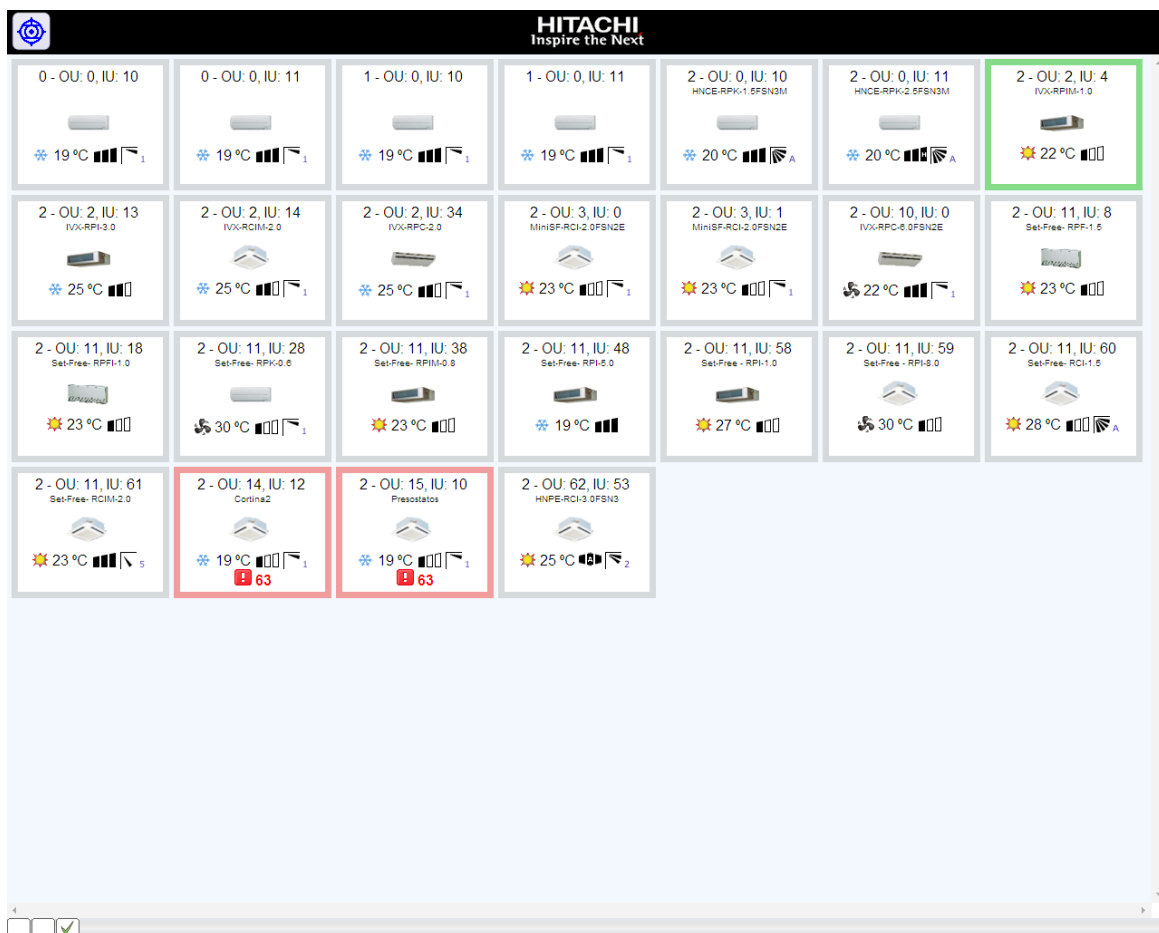 HITACHI
Inspire the Next
0 - OU: 0, IU: 10
19 ºC 1
0 - OU: 0, IU: 11
19 ºC 1
1 - OU: 0, IU: 10
19 ºC 1
1 - OU: 0, IU: 11
19 ºC 1
2 - OU: 0, IU: 10
HNCE-RPK-1.5FSN3M
20 ºC A
2 - OU: 0, IU: 11
HNCE-RPK-2.5FSN3M
20 ºC H A
2 - OU: 2, IU: 4
IVX-RPIM-1.0
22 ºC
2 - OU: 2, IU: 13
IVX-RPI-3.0
25 ºC
2 - OU: 2, IU: 14
IVX-RCIM-2.0
25 ºC 1
2 - OU: 2, IU: 34
IVX-RPC-2.0
25 ºC 1
2 - OU: 3, IU: 0
MiniSF-RCI-2.0FSN2E
23 ºC 1
2 - OU: 3, IU: 1
MiniSF-RCI-2.0FSN2E
23 ºC 1
2 - OU: 10, IU: 0
IVX-RPC-6.0FSN2E
22 ºC 1
2 - OU: 11, IU: 8
Set-Free- RPF-1.5
23 ºC
2 - OU: 11, IU: 18
Set-Free- RPFI-1.0
23 ºC
2 - OU: 11, IU: 28
Set-Free- RPK-0.6
30 ºC 1
2 - OU: 11, IU: 38
Set-Free- RPIM-0.8
23 ºC
2 - OU: 11, IU: 48
Set-Free- RPI-5.0
19 ºC
2 - OU: 11, IU: 58
Set-Free - RPI-1.0
27 ºC
2 - OU: 11, IU: 59
Set-Free - RPI-8.0
30 ºC
2 - OU: 11, IU: 60
Set-Free- RCI-1.5
28 ºC A
2 - OU: 11, IU: 61
Set-Free- RCIM-2.0
23 ºC 5
2 - OU: 14, IU: 12
Cortina2
19 ºC 1
! 63
2 - OU: 15, IU: 10
Presostatos
19 ºC 1
! 63
2 - OU: 62, IU: 53
HNPE-RCI-3.0FSN3
25 ºC A 2